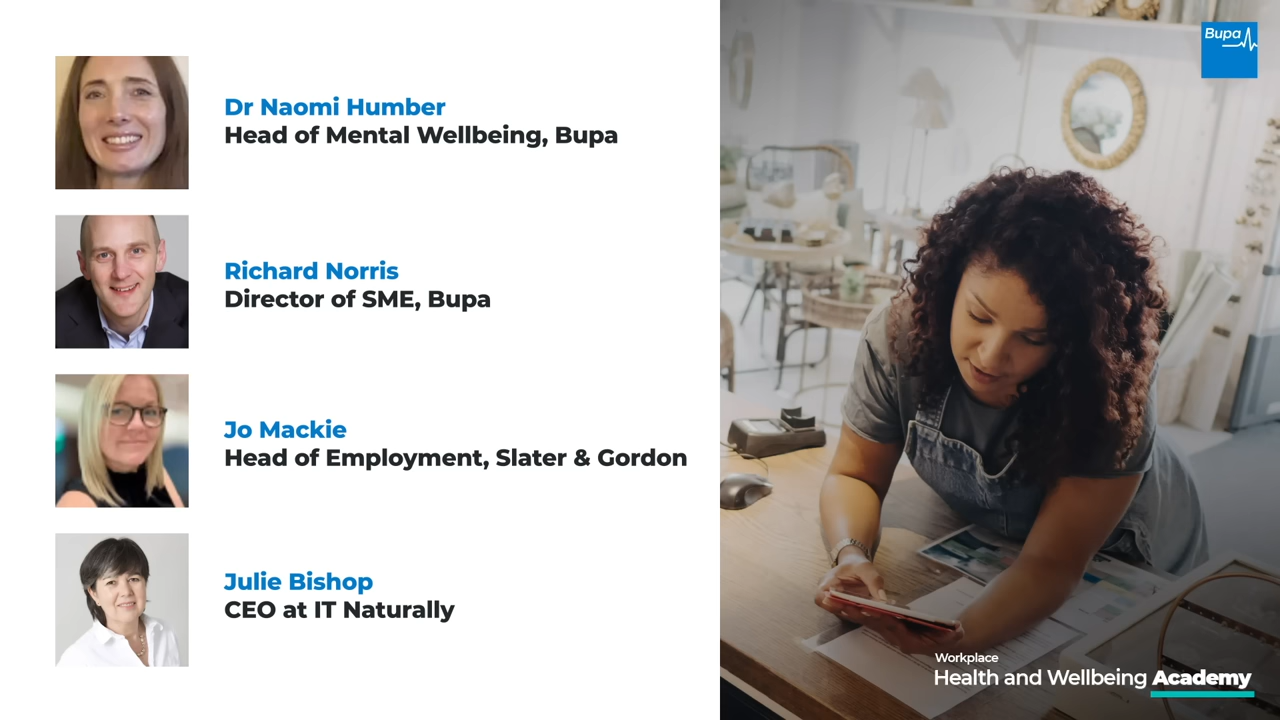 Dr Naomi Humber
Head of Mental Wellbeing, Bupa
Richard Norris
Director of SME, Bupa
Jo Mackie
Head of Employment, Slater & Gordon
Julie Bishop
CEO at IT Naturally
Bupa
Workplace
Health and Wellbeing Academy